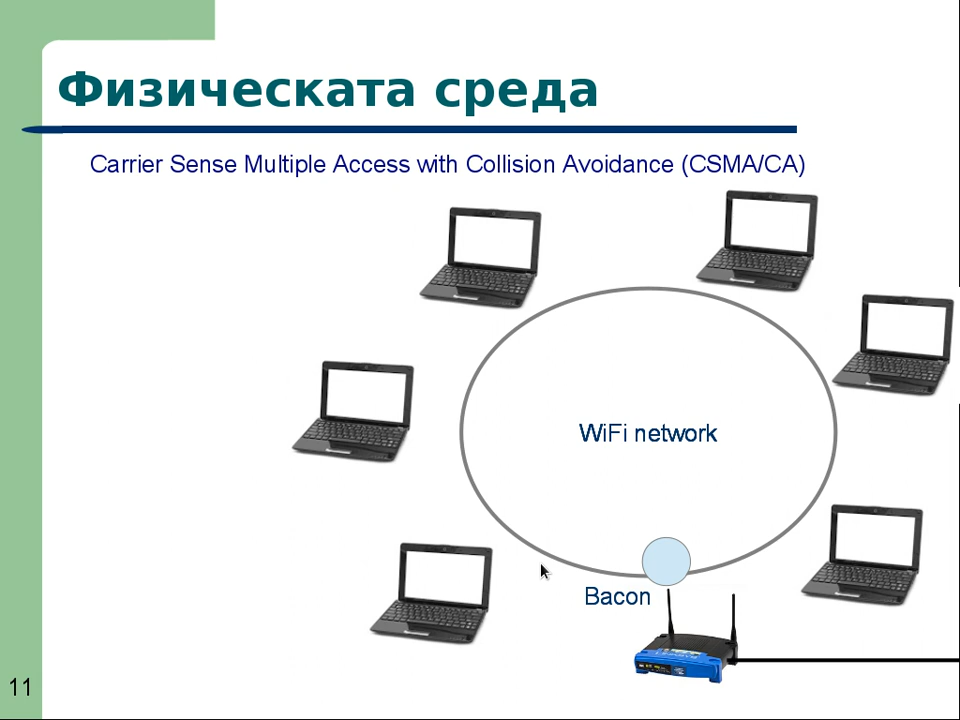 Физическата среда
Carrier Sense Multiple Access with Collision Avoidance (CSMA/CA)
WiFi network
Bacon
11